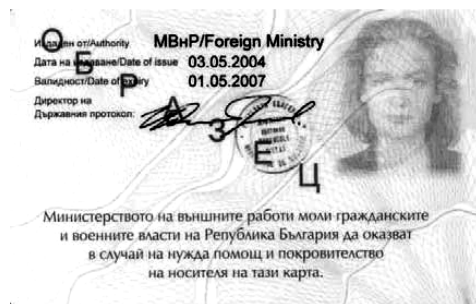 Издаден от/Authority МВнР/Foreign Ministry
Дата на издаване/Date of issue 03.05.2004
Валидност/Date of expiry 01.05.2007
Директор на
Държавния протокол:
ОБРАЗЕЦ
Министерството на външните работи моли гражданските
и военните власти на Република България да оказват
в случай на нужда помощ и покровителство
на носителя на тази карта.